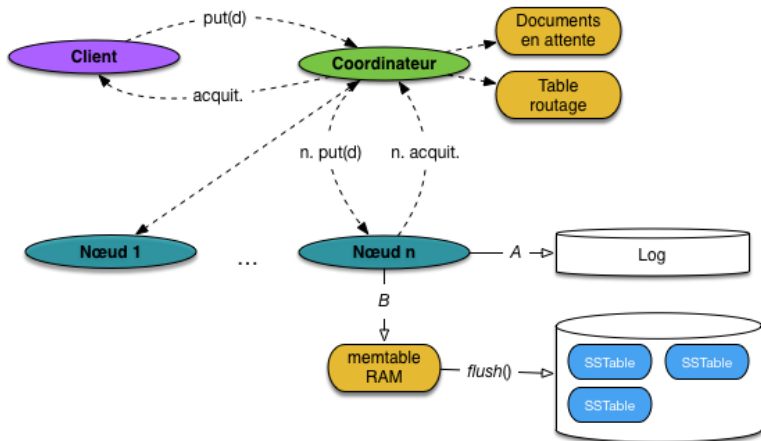 put(d)
Documents
en attente
Client
Coordinateur
acquit.
Table
routage
n. put(d)
n. acquit.
Nœud 1
...
Nœud n
A
Log
B
memtable
RAM
flush()
SSTable
SSTable
SSTable